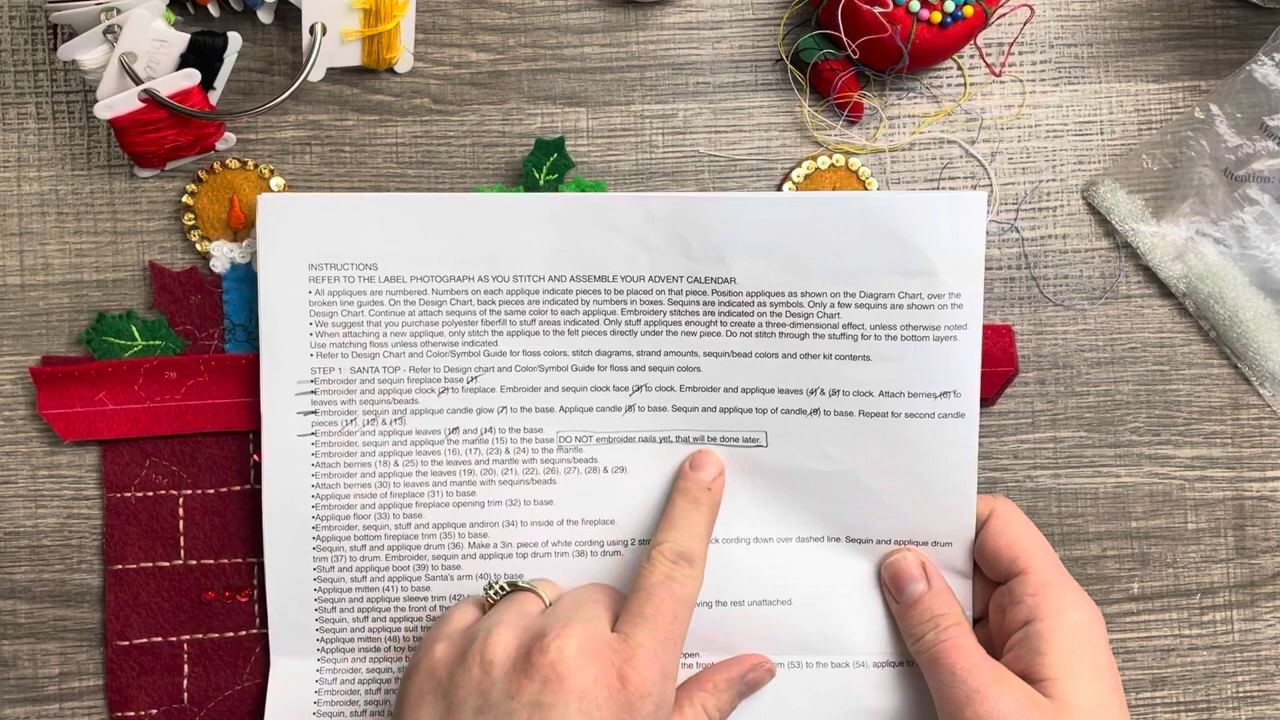 INSTRUCTIONS
REFER TO THE LABEL PHOTOGRAPH AS YOU STITCH AND ASSEMBLE YOUR ADVENT CALENDAR.
• All appliques are numbered. Numbers on each applique indicate pieces to be placed on that piece. Position appliques as shown on the Diagram Chart, over the
broken line guides. On the Design Chart, back pieces are indicated by numbers in boxes. Sequins are indicated as symbols. Only a few sequins are shown on the
Design Chart. Continue to attach sequins of the same color to each applique. Embroidery stitches are indicated on the Design Chart.
• We suggest that you purchase polyester fiberfill to stuff areas indicated. Only stuff appliques enough to create a three-dimensional effect, unless otherwise noted.
• When attaching a new applique, only stitch the applique to the felt pieces directly under the new piece. Do not stitch through the stuffing for to the bottom layers.
Use matching floss unless otherwise indicated.
• Refer to Design Chart and Color/Symbol Guide for floss colors, stitch diagrams, strand amounts, sequin/bead colors and other kit contents.
STEP 1: SANTA TOP - Refer to Design chart and Color/Symbol Guide for floss and sequin colors.
•Embroider and sequin fireplace base (1).
•Embroider and applique clock (2) to fireplace. Embroider and sequin clock face (3) to clock. Embroider and applique leaves (4) & (5) to clock. Attach berries (6) to
leaves with sequins/beads.
•Embroider, sequin and applique candle glow (7) to the base. Applique candle (8) to base. Sequin and applique top of candle (9) to base. Repeat for second candle
pieces (11), (12) & (13).
•Embroider and applique leaves (10) and (14) to the base.
•Embroider, sequin and applique the mantle (15) to the base. DO NOT embroider nails yet, that will be done later.
•Embroider and applique leaves (16), (17), (23) & (24) to the mantle.
•Attach berries (18) & (25) to the leaves and mantle with sequins/beads.
•Embroider and applique the leaves (19), (20), (21), (22), (26), (27), (28) & (29).
•Attach berries (30) to leaves and mantle with sequins/beads.
•Applique inside of fireplace (31) to base.
•Embroider and applique fireplace opening trim (32) to base.
•Applique floor (33) to base.
•Embroider, sequin, stuff and applique andiron (34) to inside of the fireplace.
•Applique bottom fireplace trim (35) to base.
•Sequin, stuff and applique drum (36). Make a 3in. piece of white cording using 2 ck cording down over dashed line. Sequin and applique drum
trim (37) to drum. Embroider, sequin and applique top drum trim (38) to drum.
•Stuff and applique boot (39) to base.
•Sequin, stuff and applique Santa's arm (40) to base.
•Applique mitten (41) to base.
•Sequin and applique sleeve trim (42)
•Stuff and applique the front of the ving the rest unattached.
•Sequin, stuff and applique
•Sequin and applique suit
•Applique mitten (48) to
•Applique inside of toy open.
•Sequin and applique the (53) to the back (54), applique to
•Embroider, sequin,
•Stuff and applique
•Embroider, stuff and
•Embroider, sequin,
•Sequin, stuff and